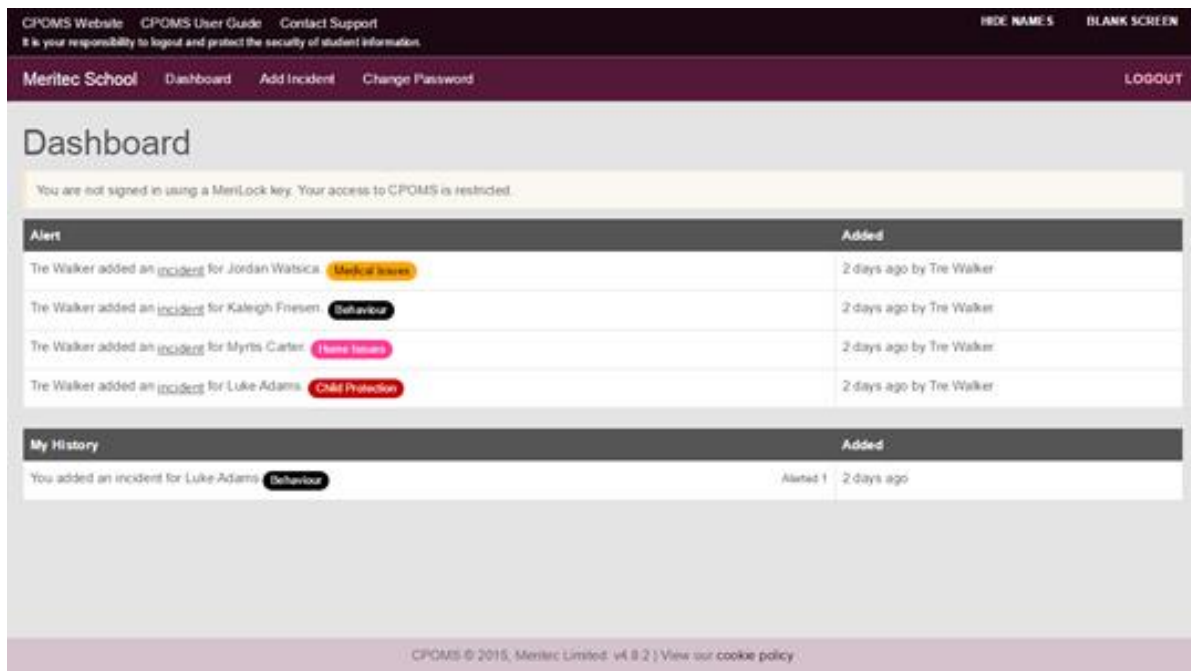 CPOMS Website CPOMS User Guide Contact Support HIDE NAMES BLANK SCREEN
It is your responsibility to logout and protect the security of student information.
Meritec School Dashboard Add Incident Change Password LOGOUT
Dashboard
You are not signed in using a MeriLock key. Your access to CPOMS is restricted.
Alert Added
Tre Walker added an incident for Jordan Watsica. Medical Issues 2 days ago by Tre Walker
Tre Walker added an incident for Kaleigh Friesen. Behaviour 2 days ago by Tre Walker
Tre Walker added an incident for Myrtis Carter. Home Issues 2 days ago by Tre Walker
Tre Walker added an incident for Luke Adams. Child Protection 2 days ago by Tre Walker
My History Added
You added an incident for Luke Adams Behaviour Alerted 1 2 days ago
CPOMS © 2015, Meritec Limited. v4.8.2 | View our cookie policy